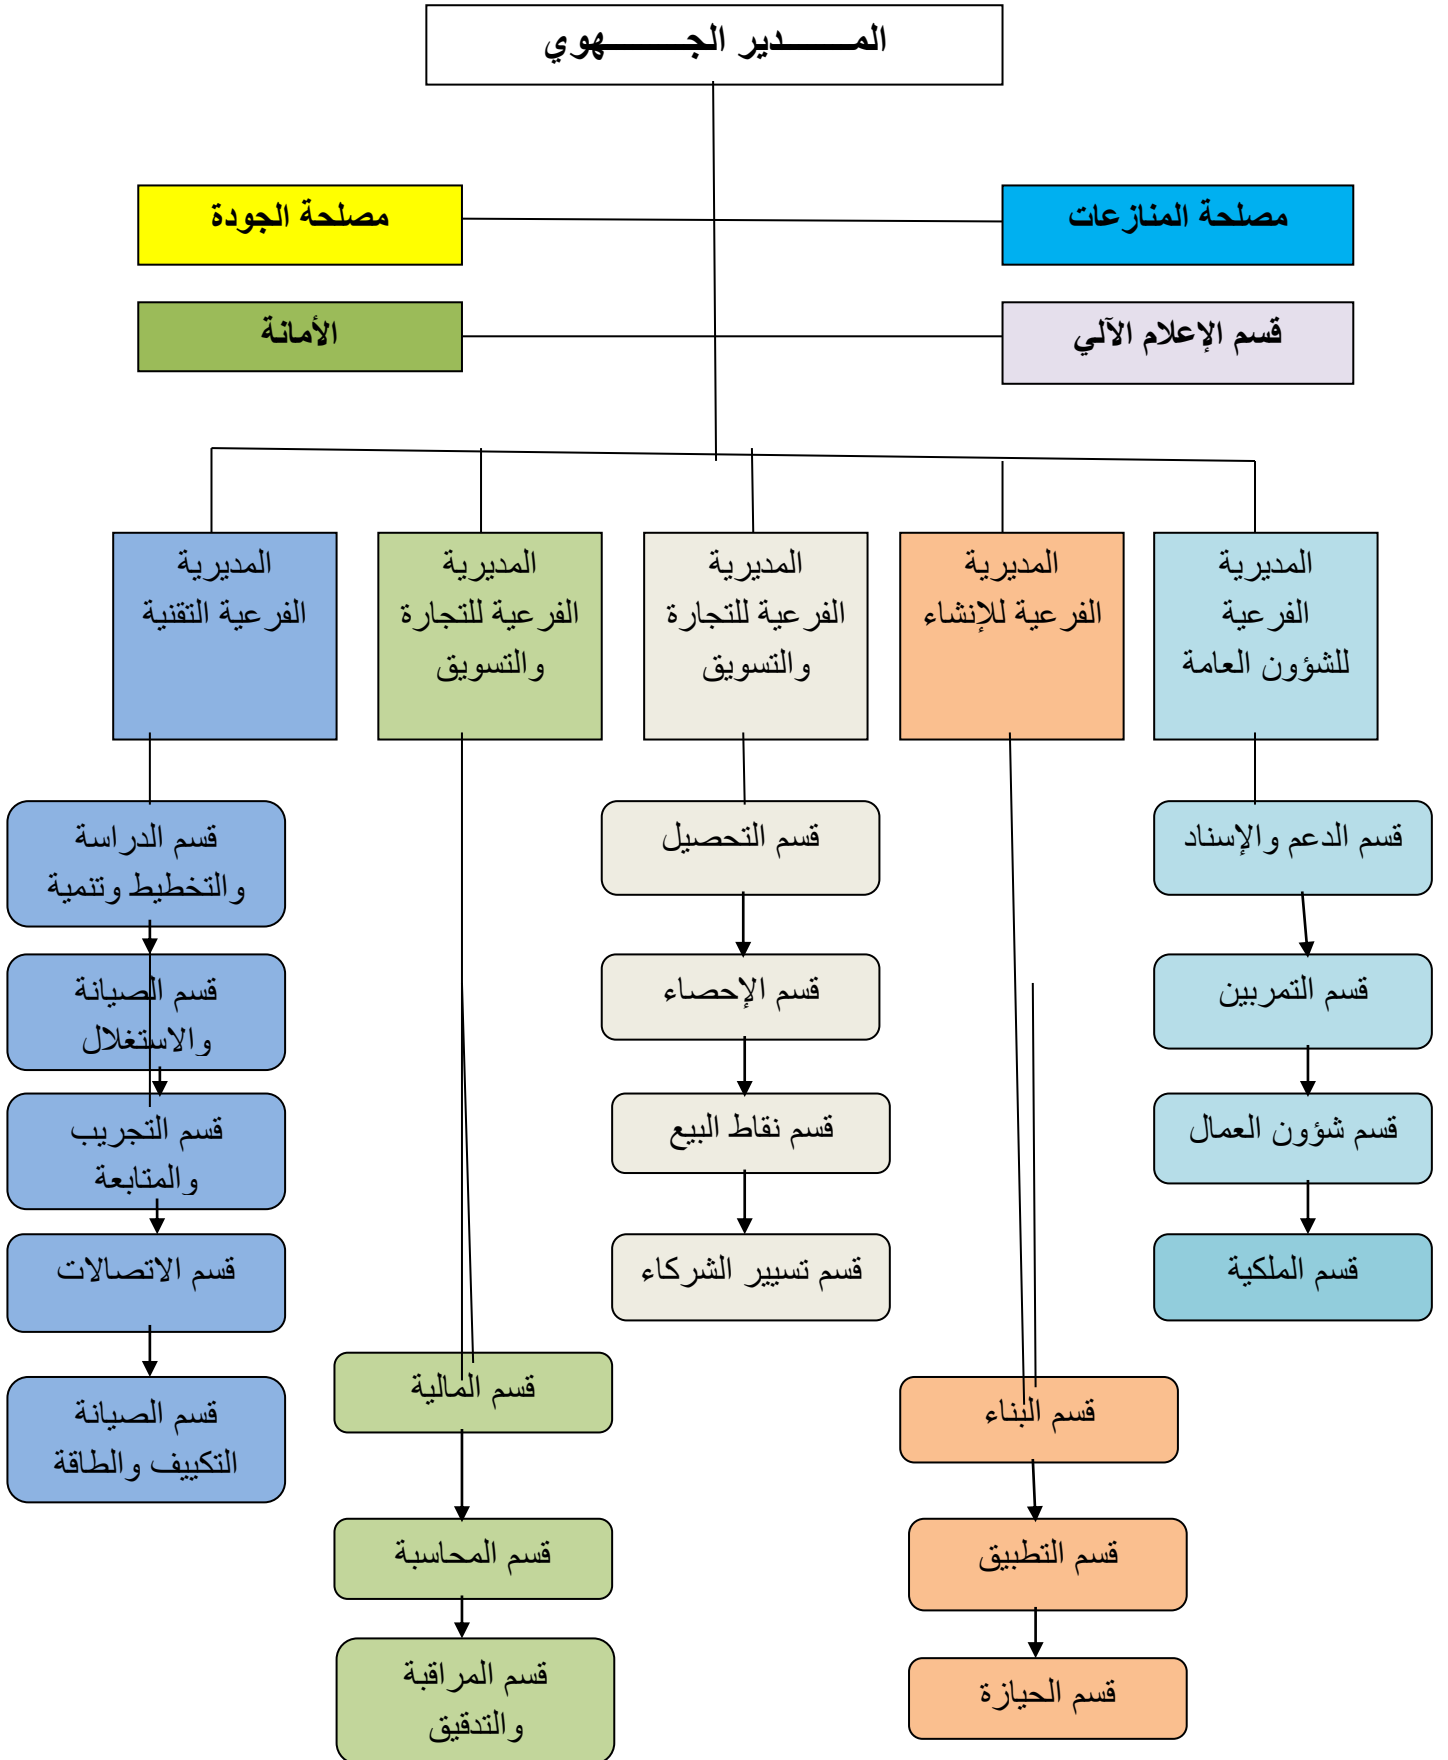 المـــــــدير الجـــــــهوي
مصلحة المنازعات
مصلحة الجودة
قسم الإعلام الآلي
الأمانة
المديرية
الفرعية
للشؤون العامة
المديرية
الفرعية للإنشاء
المديرية
الفرعية للتجارة
والتسويق
المديرية
الفرعية للتجارة
والتسويق
المديرية
الفرعية التقنية
قسم الدعم والإسناد
قسم التمربين
قسم شؤون العمال
قسم الملكية
قسم البناء
قسم التطبيق
قسم الحيازة
قسم التحصيل
قسم الإحصاء
قسم نقاط البيع
قسم تسيير الشركاء
قسم المالية
قسم المحاسبة
قسم المراقبة
والتدقيق
قسم الدراسة
والتخطيط وتنمية
قسم الصيانة
والاستغلال
قسم التجريب
والمتابعة
قسم الاتصالات
قسم الصيانة
التكييف والطاقة